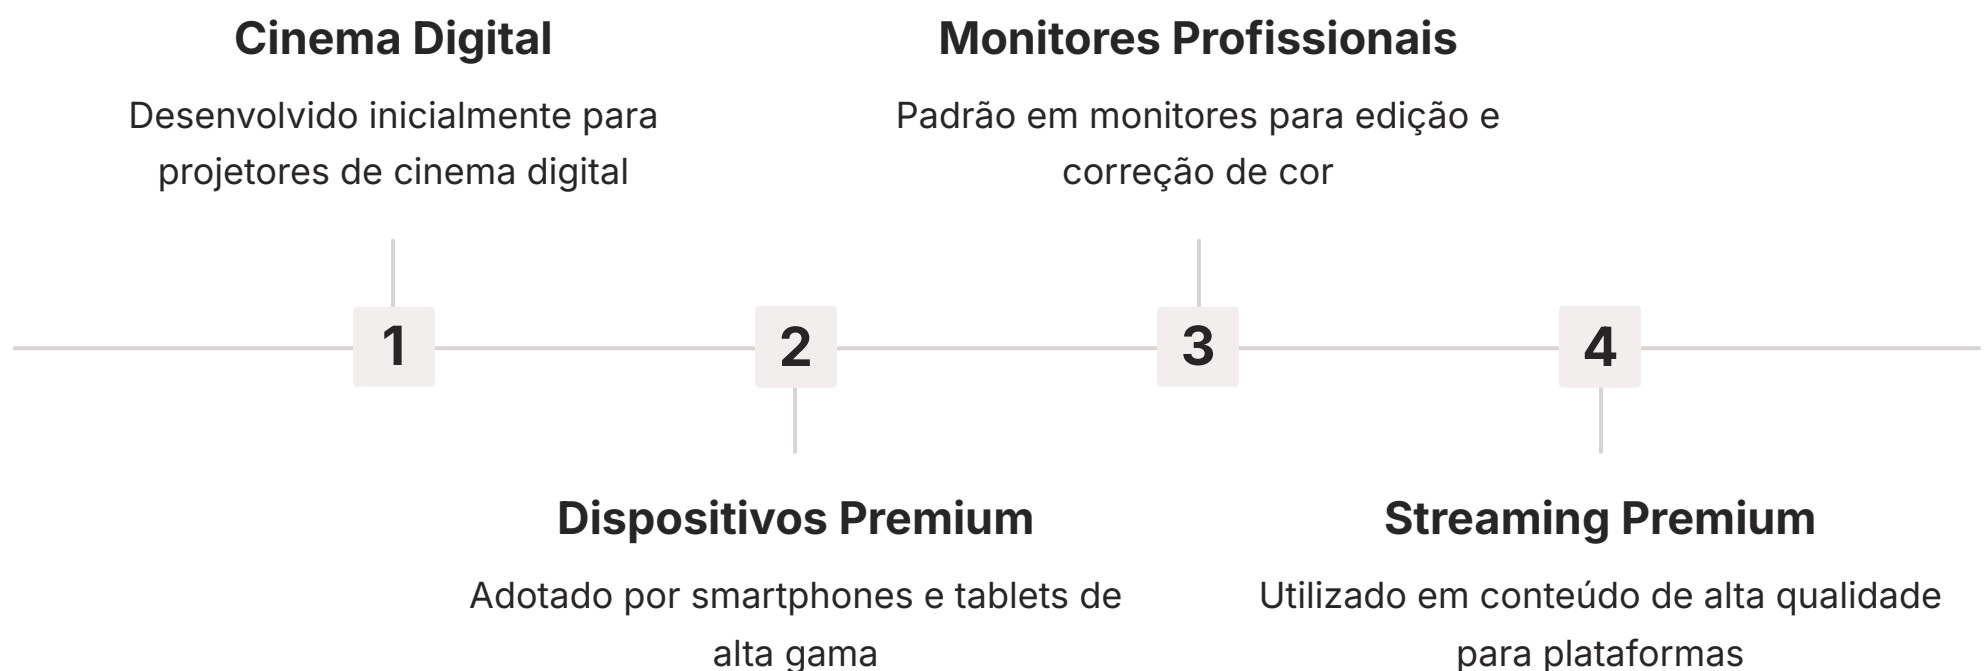 Cinema Digital
Desenvolvido inicialmente para
projetores de cinema digital
1
2
Dispositivos Premium
Adotado por smartphones e tablets de
alta gama
Monitores Profissionais
Padrão em monitores para edição e
correção de cor
3
4
Streaming Premium
Utilizado em conteúdo de alta qualidade
para plataformas